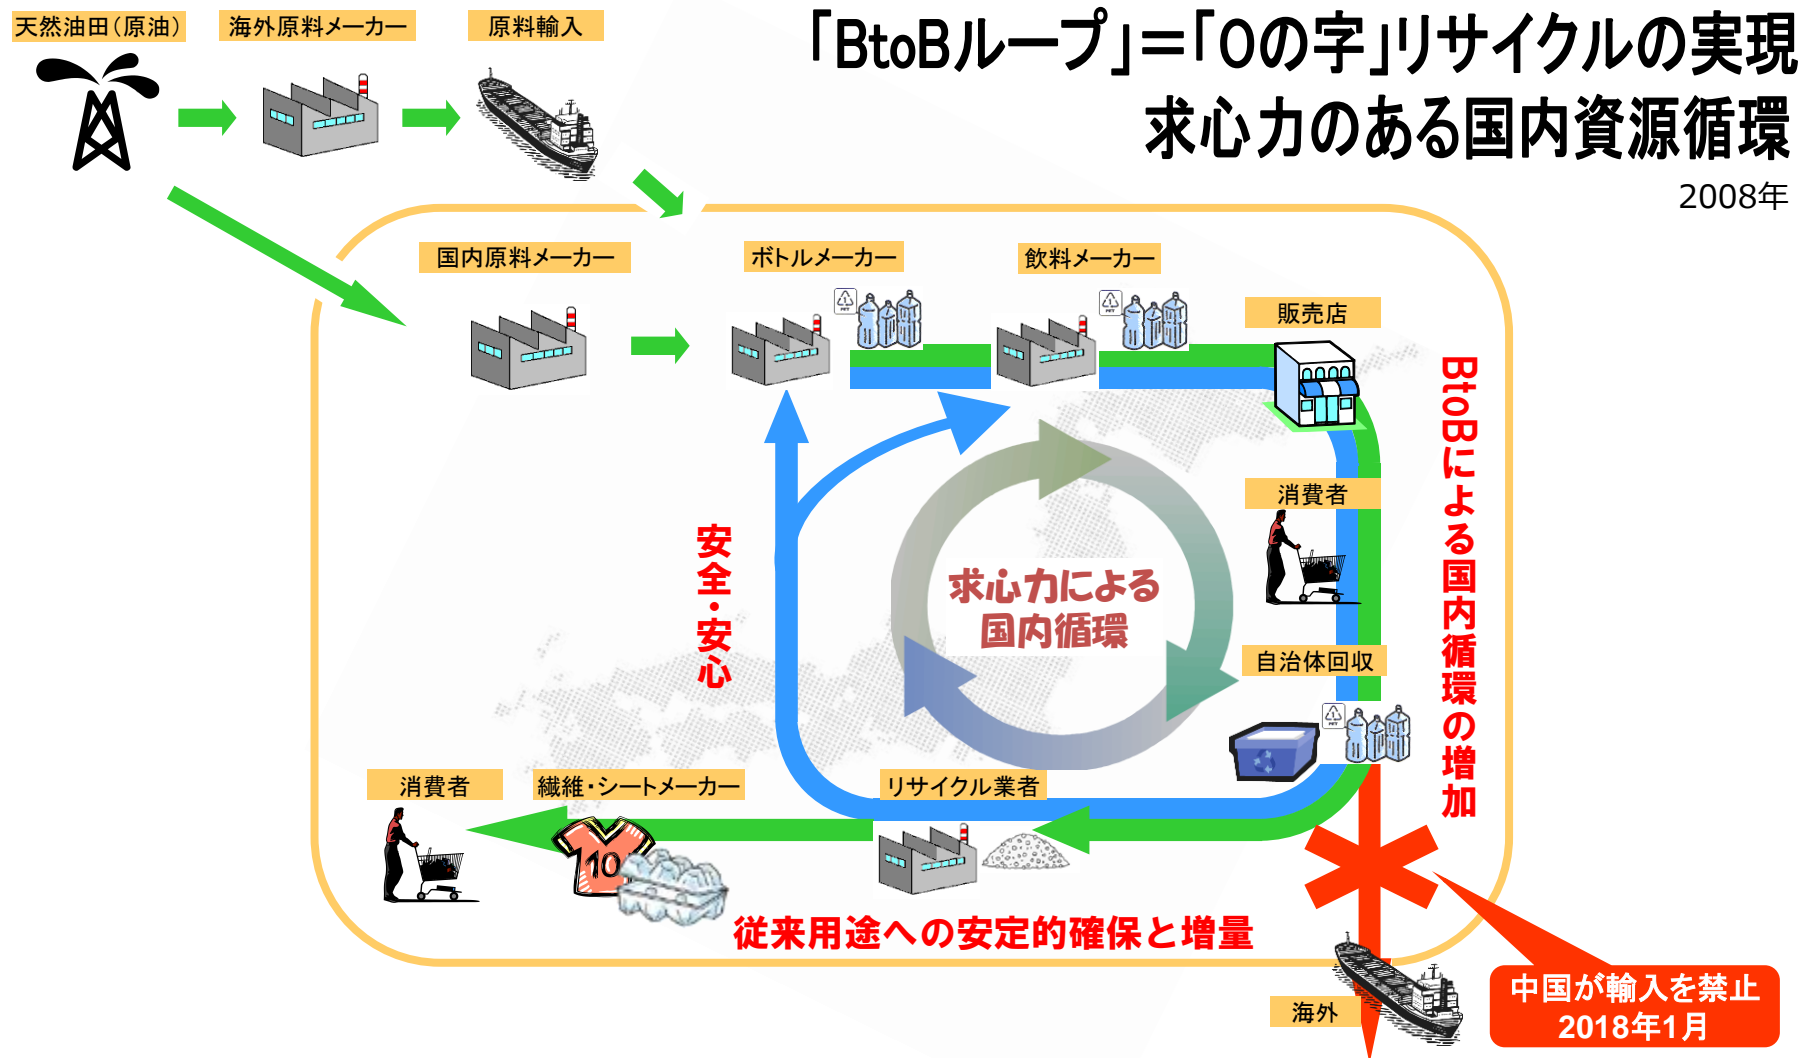 「BtoBループ」＝「Oの字」リサイクルの実現
求心力のある国内資源循環
2008年
天然油田（原油）
海外原料メーカー
原料輸入
国内原料メーカー
ボトルメーカー
飲料メーカー
販売店
消費者
自治体回収
BtoBによる国内循環の増加
安全・安心
求心力による
国内循環
消費者
繊維・シートメーカー
リサイクル業者
10
従来用途への安定的確保と増量
海外
中国が輸入を禁止
2018年1月